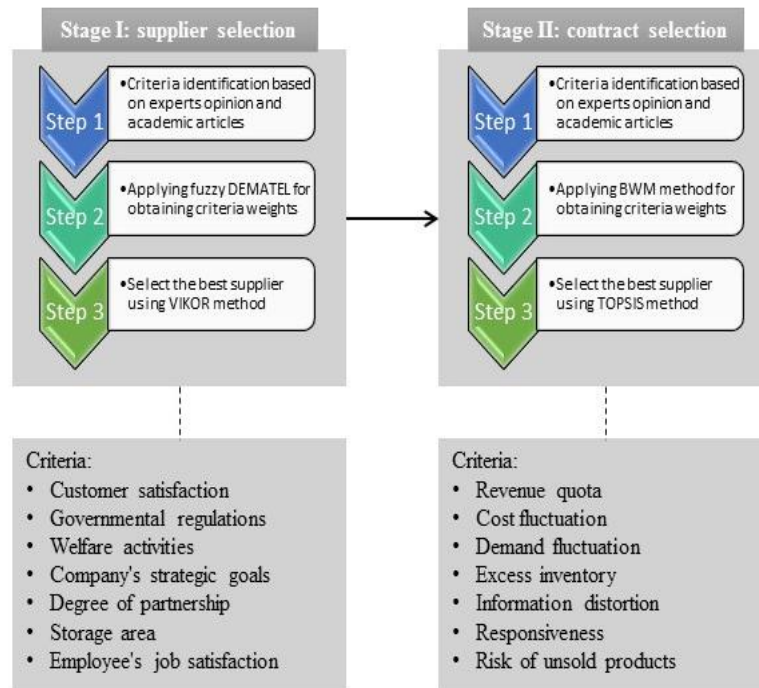 Stage I: supplier selection
Step 1
•Criteria identification based
on experts opinion and
academic articles
Step 2
•Applying fuzzy DEMATEL for
obtaining criteria weights
Step 3
•Select the best supplier
using VIKOR method
Stage II: contract selection
Step 1
•Criteria identification based
on experts opinion and
academic articles
Step 2
•Applying BWM method for
obtaining criteria weights
Step 3
•Select the best supplier
using TOPSIS method
Criteria:
• Customer satisfaction
• Governmental regulations
• Welfare activities
• Company's strategic goals
• Degree of partnership
• Storage area
• Employee's job satisfaction
Criteria:
• Revenue quota
• Cost fluctuation
• Demand fluctuation
• Excess inventory
• Information distortion
• Responsiveness
• Risk of unsold products